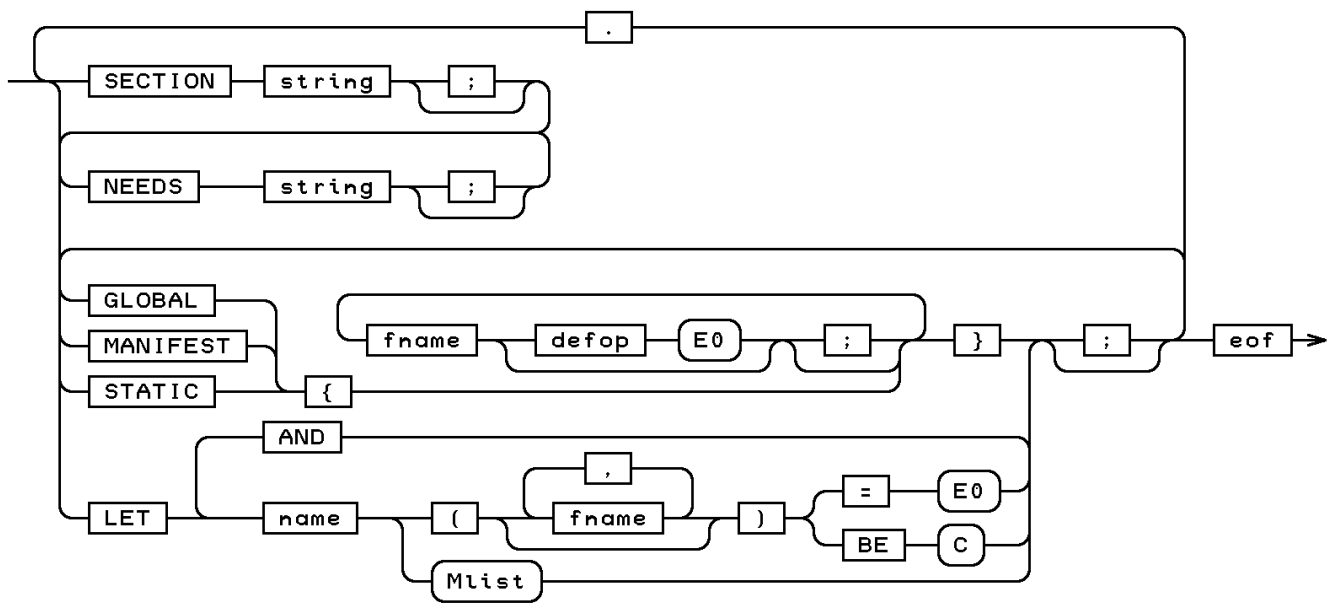 .
SECTION string ;
NEEDS string ;
GLOBAL
MANIFEST fname defop E0 ; } ; eof
STATIC {
AND
,
= E0
LET name ( fname )
BE C
Mlist